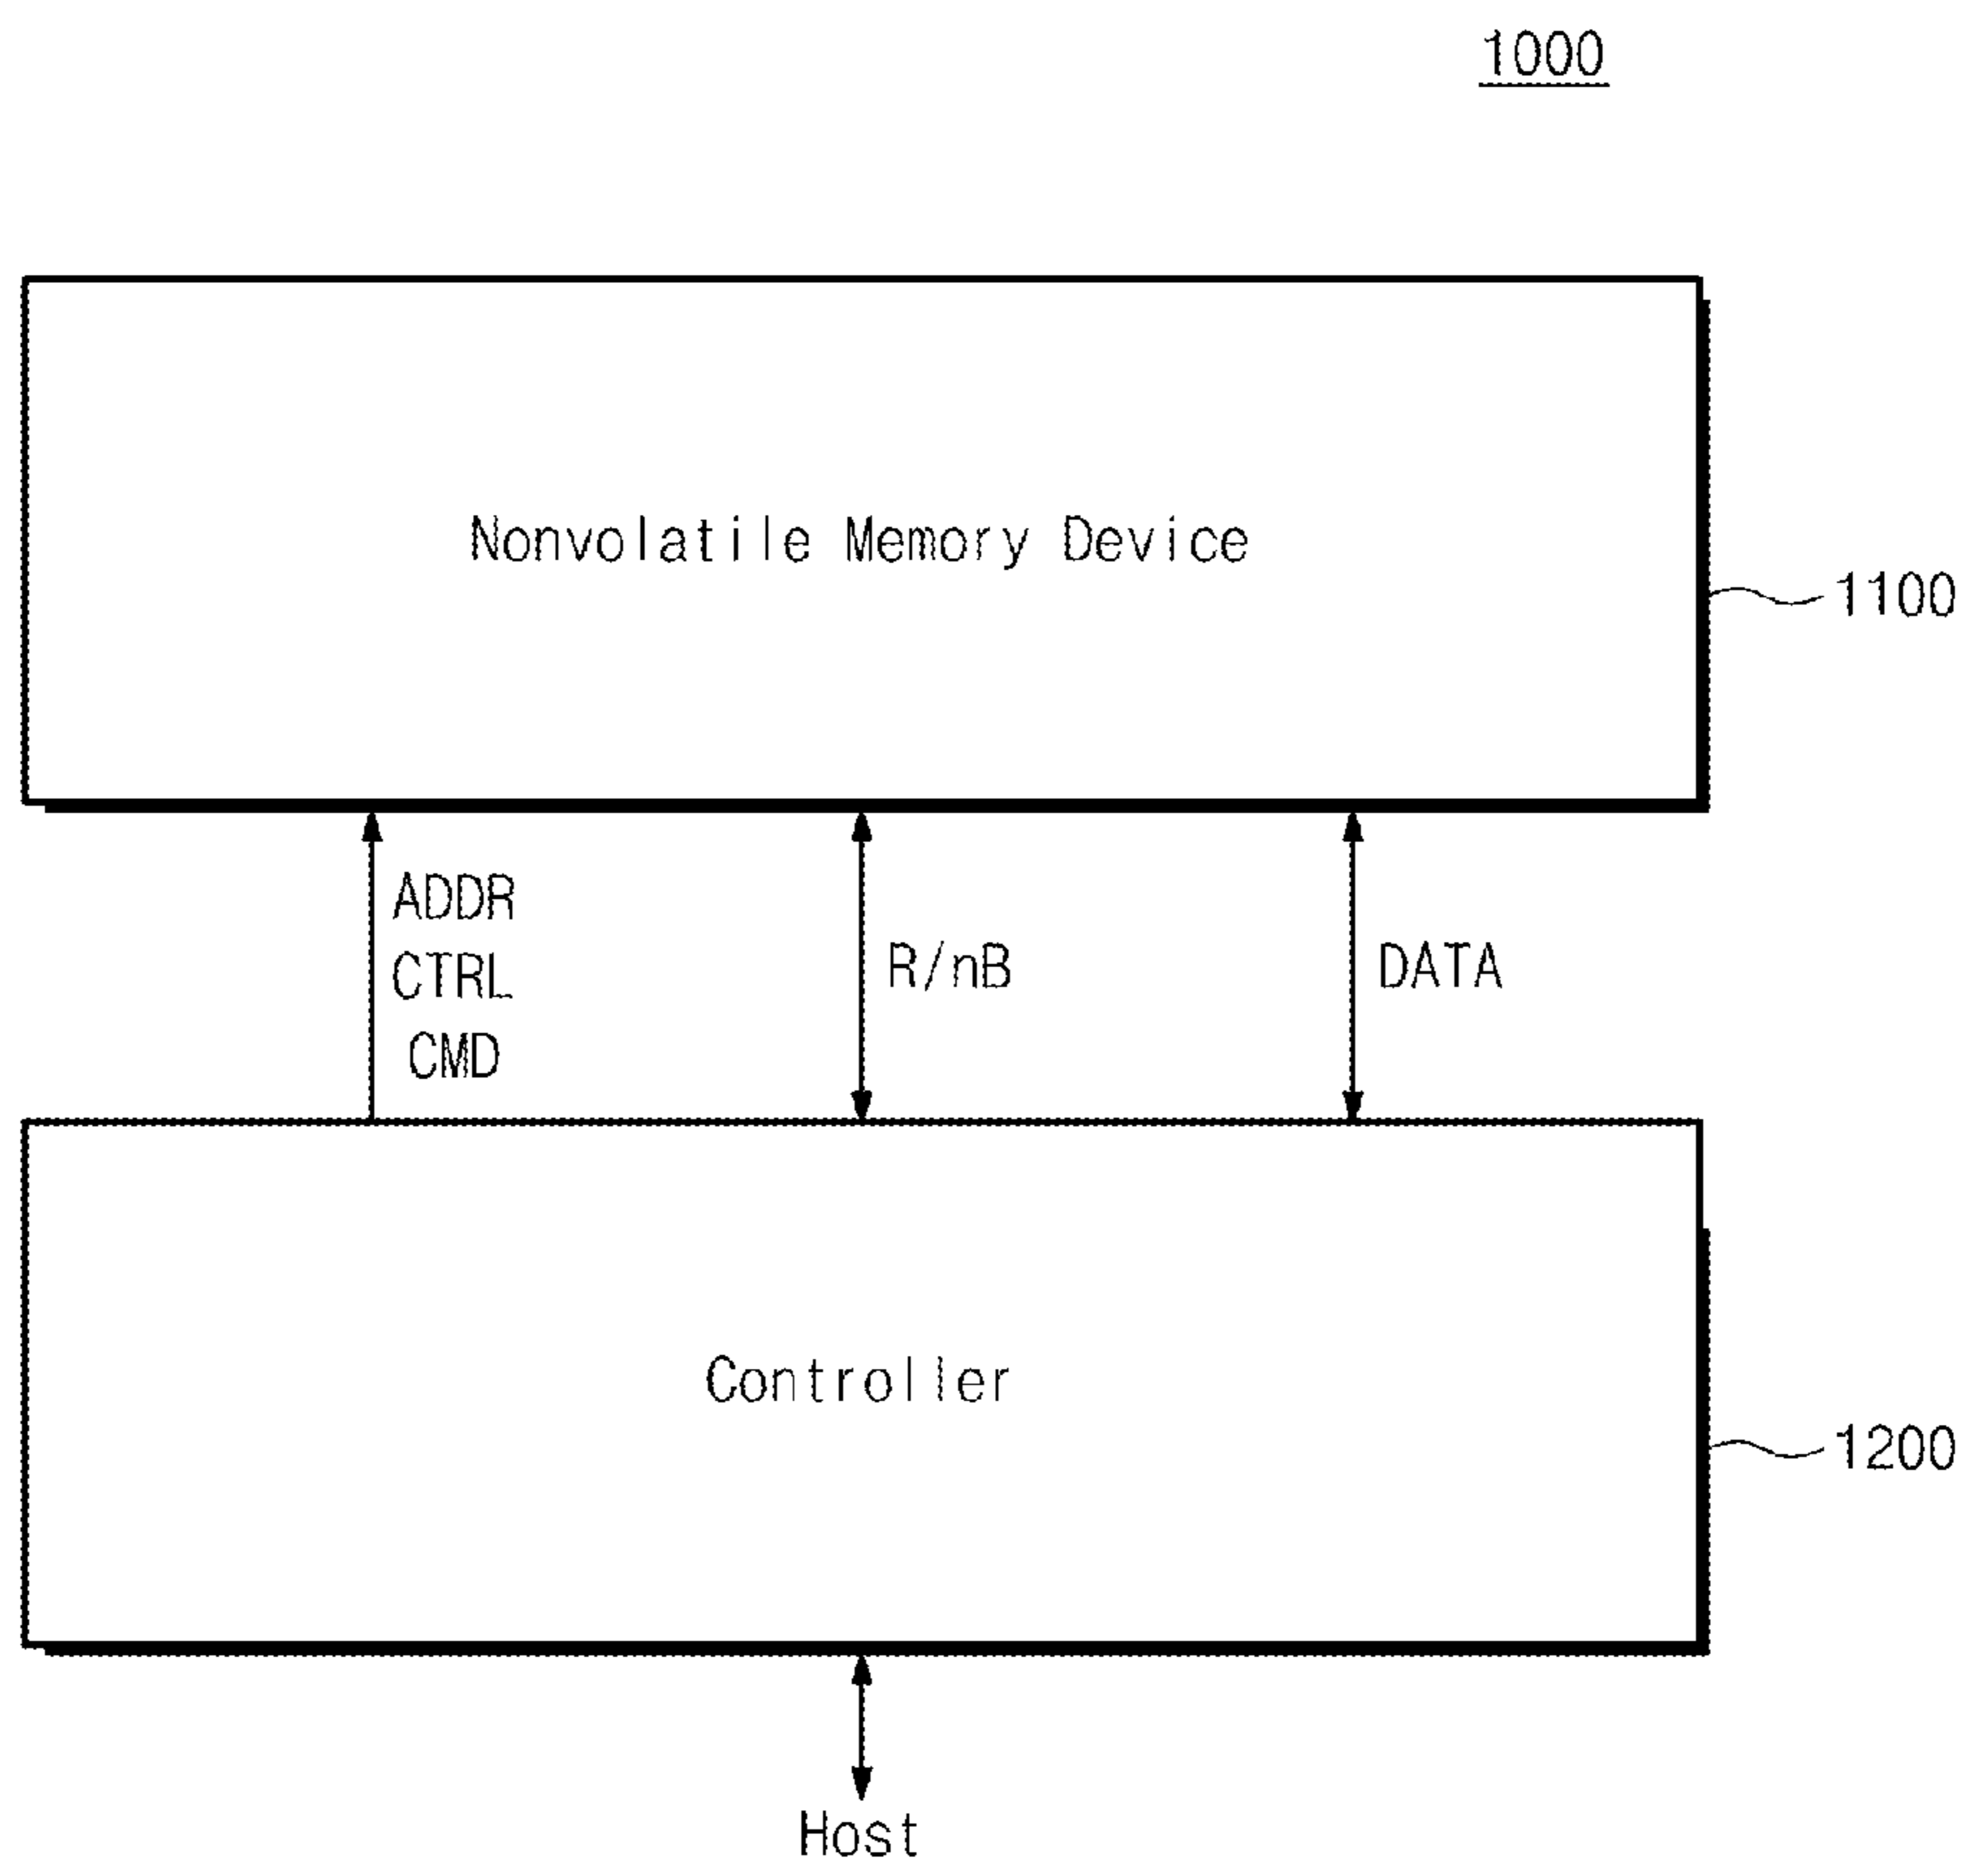 1000
Nonvolatile Memory Device
1100
ADDR
CTRL
CMD
R/nB
DATA
Controller
1200
Host